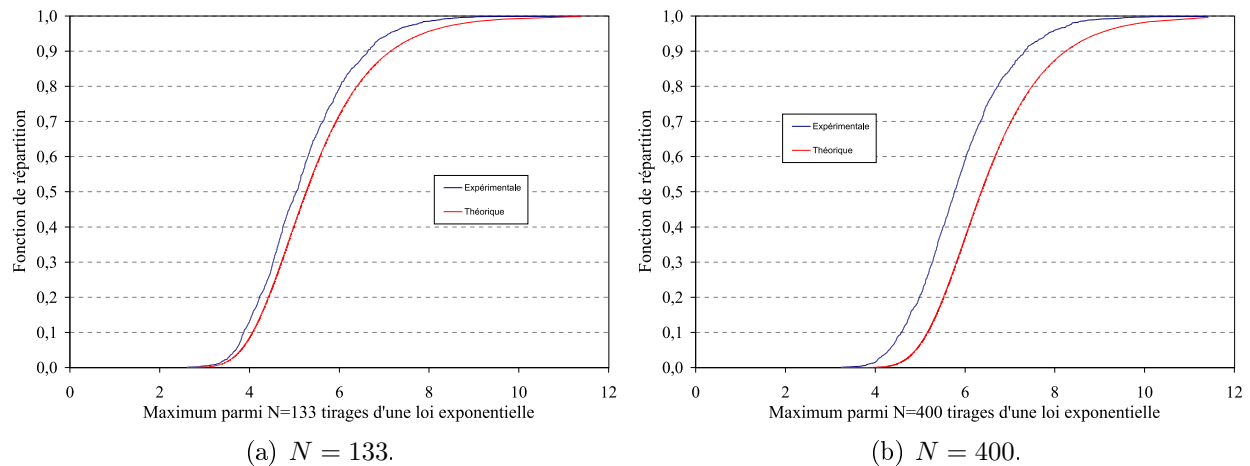 1,0
0,9
0,8
0,7
0,6
0,5
0,4
0,3
0,2
0,1
0,0
Fonction de répartition
Expérimentale
Théorique
0 2 4 6 8 10 12
Maximum parmi N=133 tirages d'une loi exponentielle
(a) N = 133.
1,0
0,9
0,8
0,7
0,6
0,5
0,4
0,3
0,2
0,1
0,0
Fonction de répartition
Expérimentale
Théorique
0 2 4 6 8 10 12
Maximum parmi N=400 tirages d'une loi exponentielle
(b) N = 400.